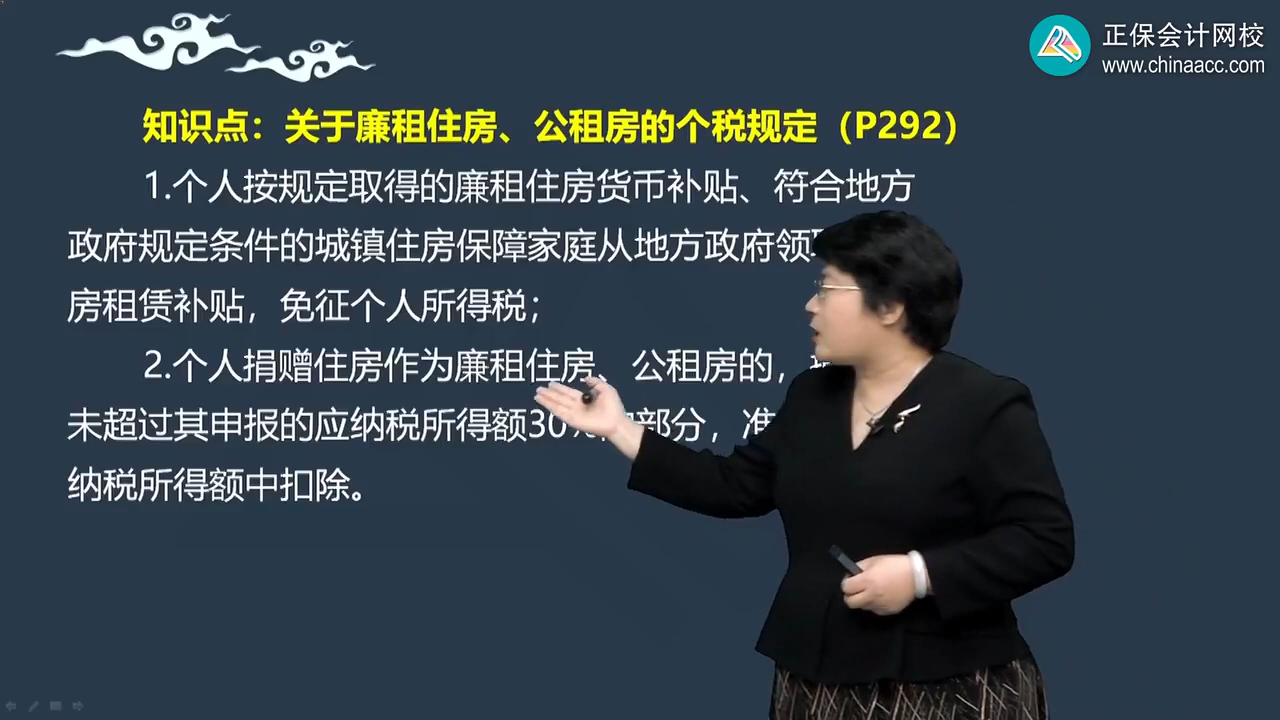 正保会计网校
www.chinaacc.com
知识点：关于廉租住房、公租房的个税规定（P292）
1.个人按规定取得的廉租住房货币补贴、符合地方
政府规定条件的城镇住房保障家庭从地方政府领
房租赁补贴，免征个人所得税；
2.个人捐赠住房作为廉租住房、公租房的，
未超过其申报的应纳税所得额30%的部分，准
纳税所得额中扣除。